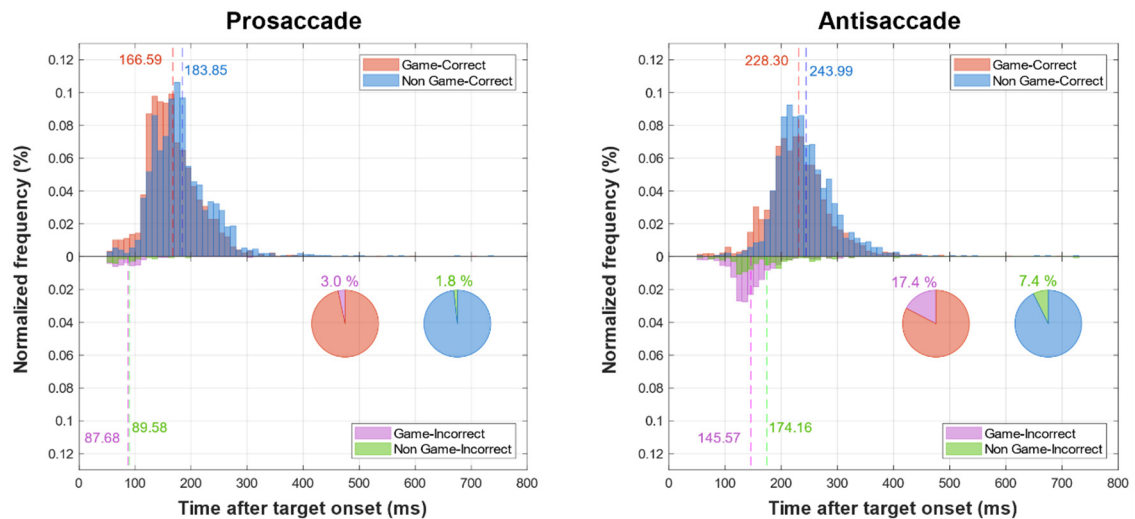 Prosaccade
166.59
183.85
Game-Correct
Non Game-Correct
0.12
0.1
0.08
0.06
0.04
0.02
0
0.02
0.04
0.06
0.08
0.1
0.12
Normalized frequency (%)
Normalized frequency (%)
3.0 %
1.8 %
87.68
89.58
Game-Incorrect
Non Game-Incorrect
0 100 200 300 400 500 600 700 800
Time after target onset (ms)
Antisaccade
228.30
243.99
Game-Correct
Non Game-Correct
0.12
0.1
0.08
0.06
0.04
0.02
0
0.02
0.04
0.06
0.08
0.1
0.12
Normalized frequency (%)
Normalized frequency (%)
17.4 %
7.4 %
145.57
174.16
Game-Incorrect
Non Game-Incorrect
0 100 200 300 400 500 600 700 800
Time after target onset (ms)